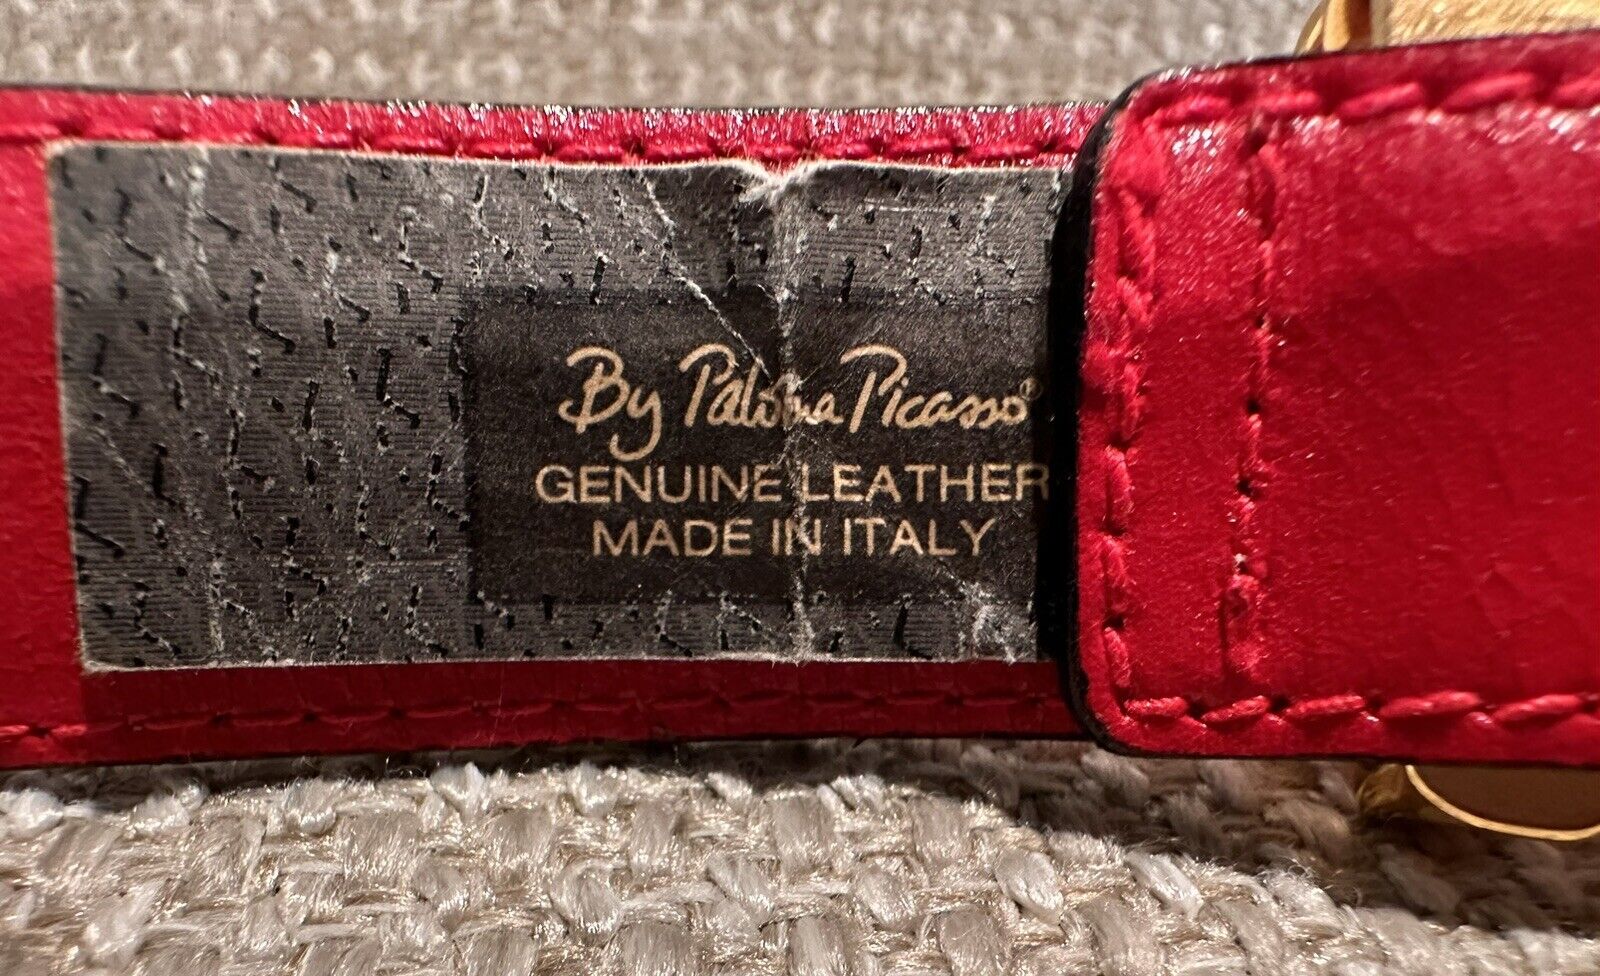 By Paloma Picasso®
GENUINE LEATHER
MADE IN ITALY